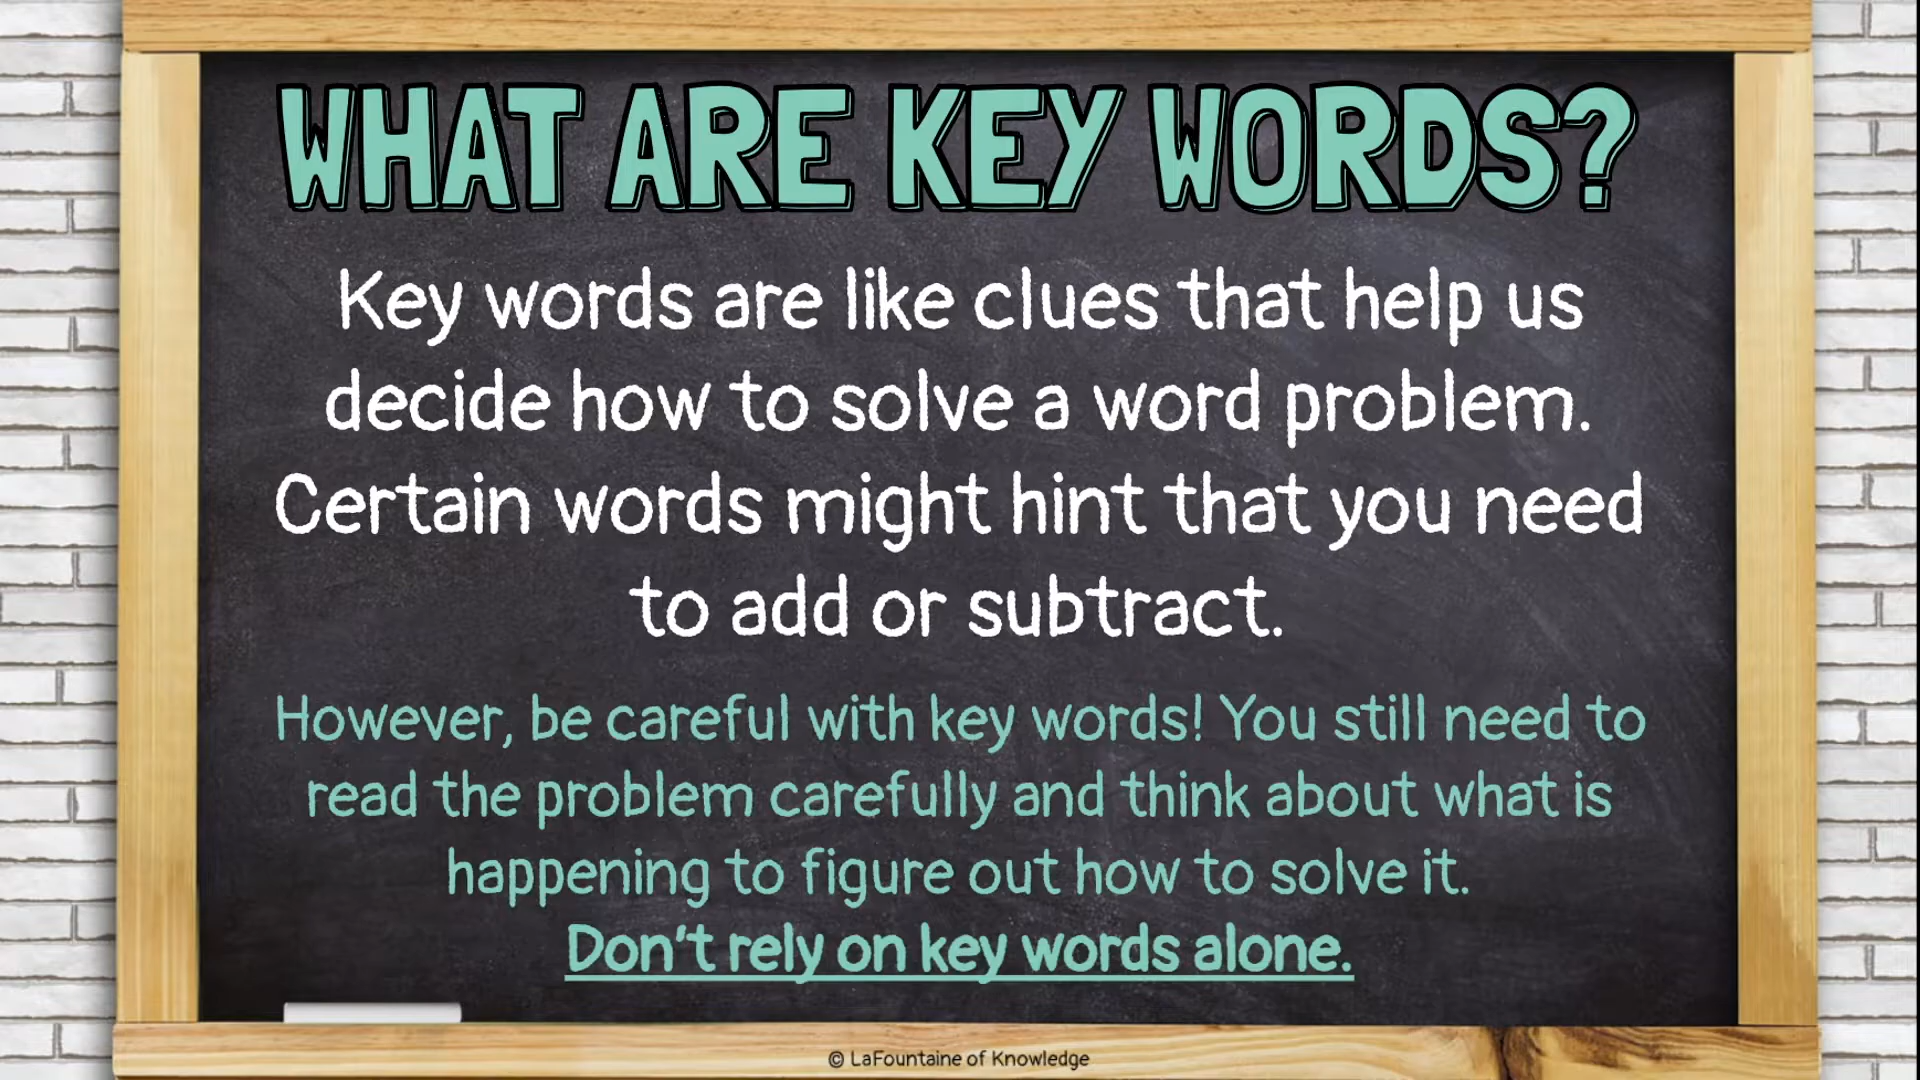 WHAT ARE KEY WORDS?
Key words are like clues that help us
decide how to solve a word problem.
Certain words might hint that you need
to add or subtract.
However, be careful with key words! You still need to
read the problem carefully and think about what is
happening to figure out how to solve it.
Don't rely on key words alone.
© LaFountaine of Knowledge